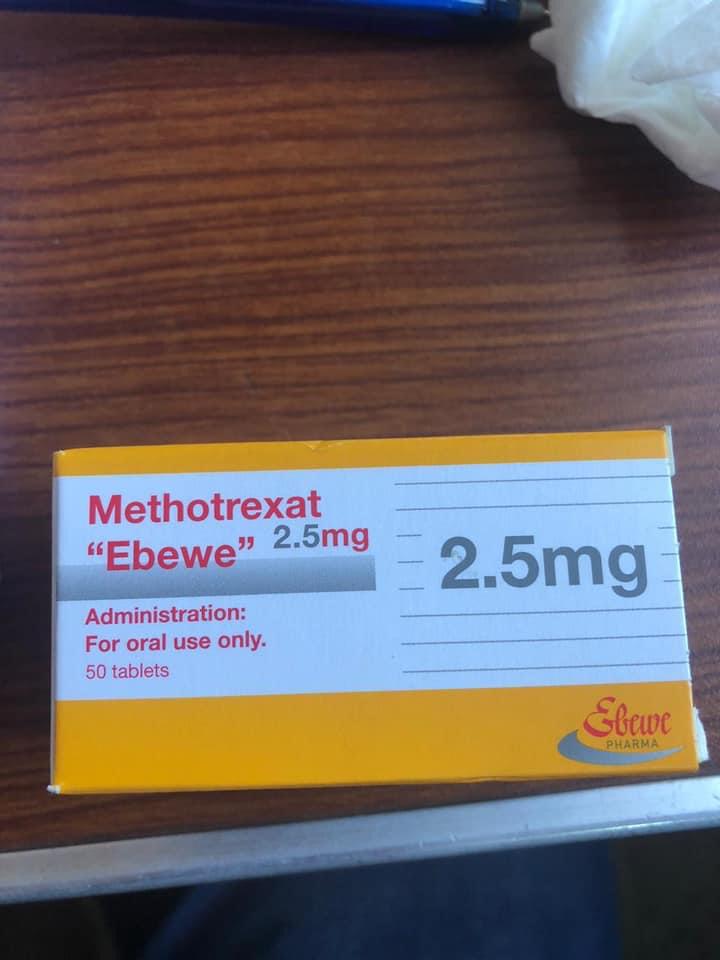 Methotrexat
“Ebewe” 2.5mg
Administration:
For oral use only.
50 tablets
2.5mg
Ebewe
PHARMA